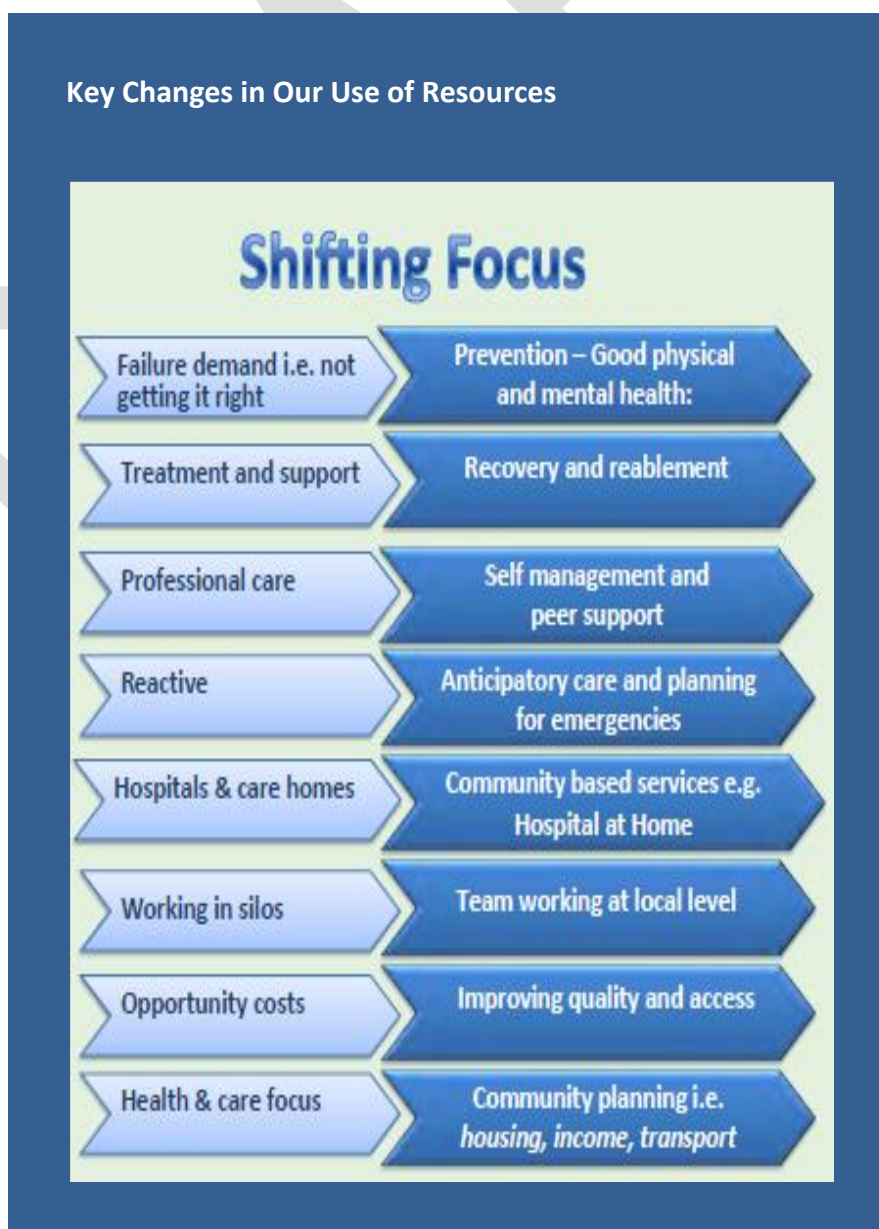 Key Changes in Our Use of Resources
Shifting Focus
Failure demand i.e. not
getting it right
Prevention – Good physical
and mental health:
Treatment and support
Recovery and reablement
Professional care
Self management and
peer support
Reactive
Anticipatory care and planning
for emergencies
Hospitals & care homes
Community based services e.g.
Hospital at Home
Working in silos
Team working at local level
Opportunity costs
Improving quality and access
Health & care focus
Community planning i.e.
housing, income, transport